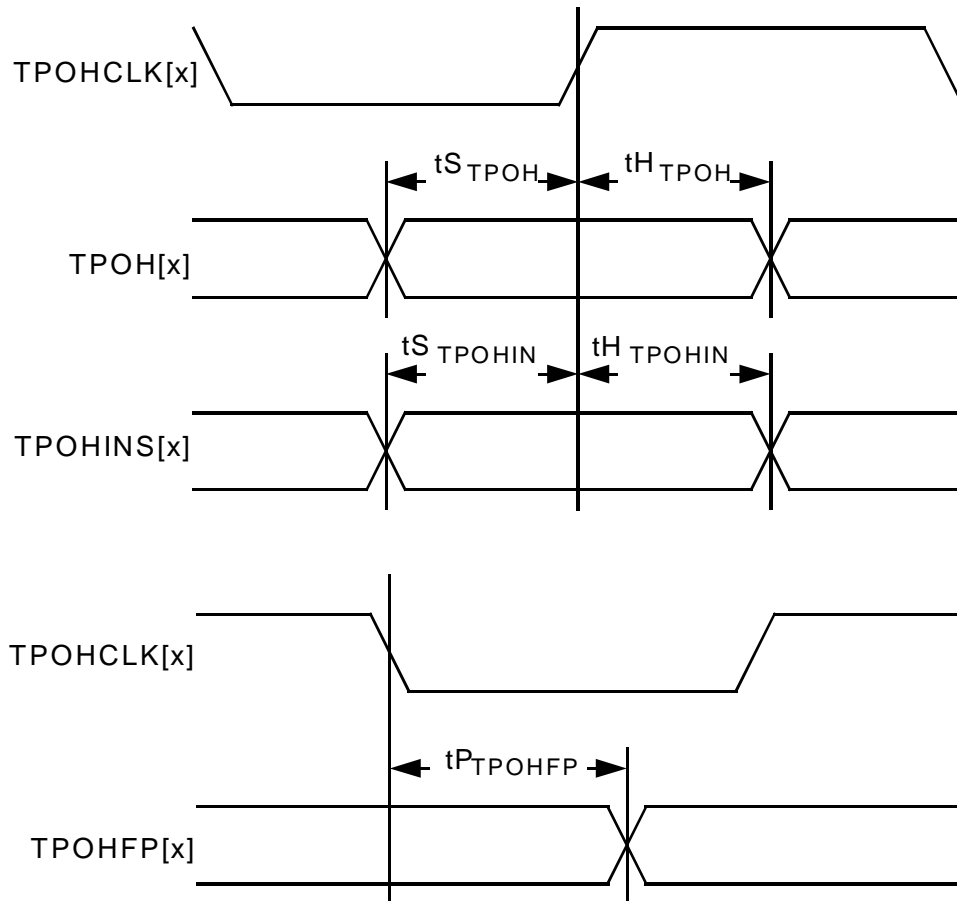 TPOHCLK[x]
tS TPOH tH TPOH
TPOH[x]
tS TPOHIN tH TPOHIN
TPOHINS[x]
TPOHCLK[x]
tP TPOHFP
TPOHFP[x]